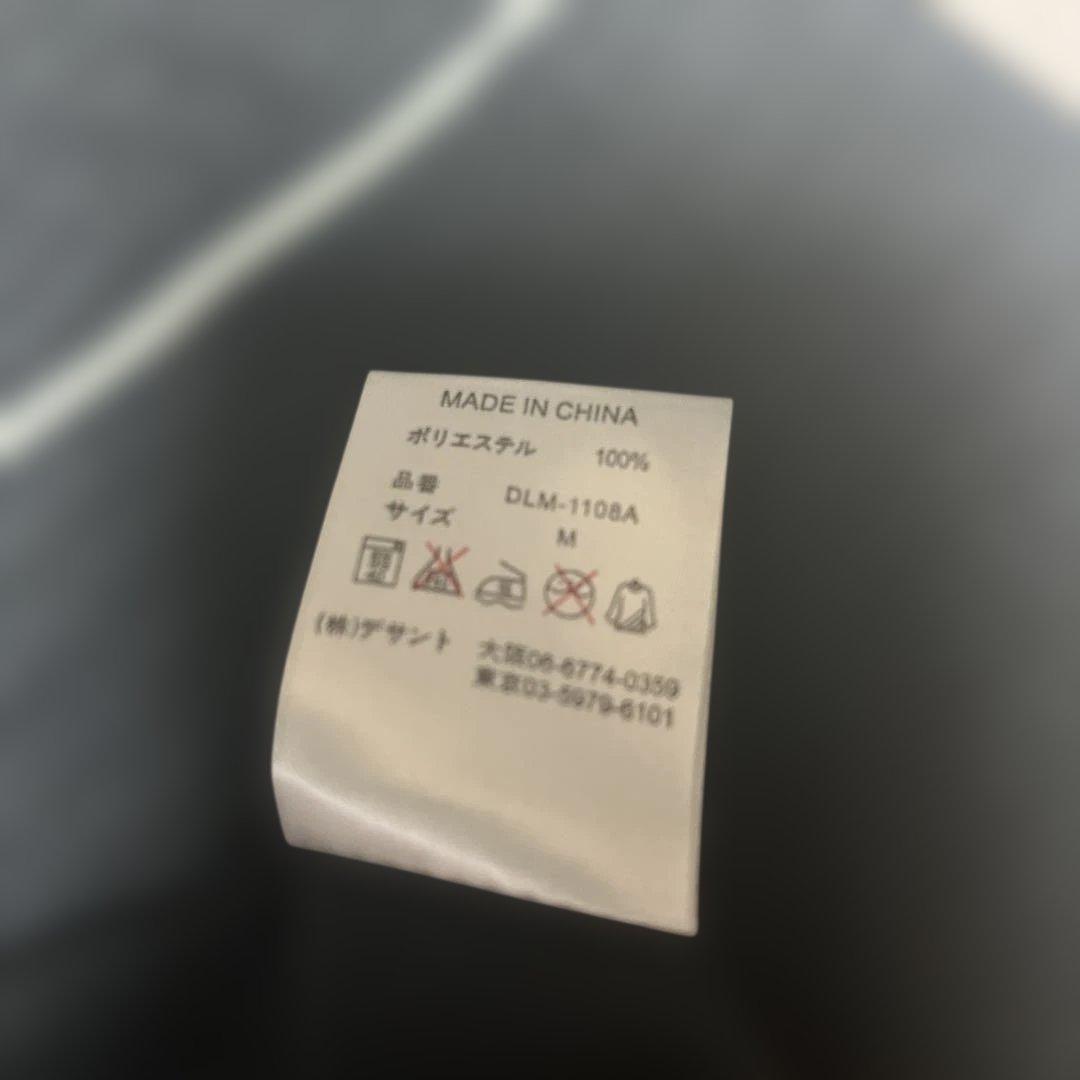 MADE IN CHINA
ポリエステル 100%
品番 DLM-1108A
サイズ M
(株)デサント 大阪06-6774-0359
東京03-5979-6101